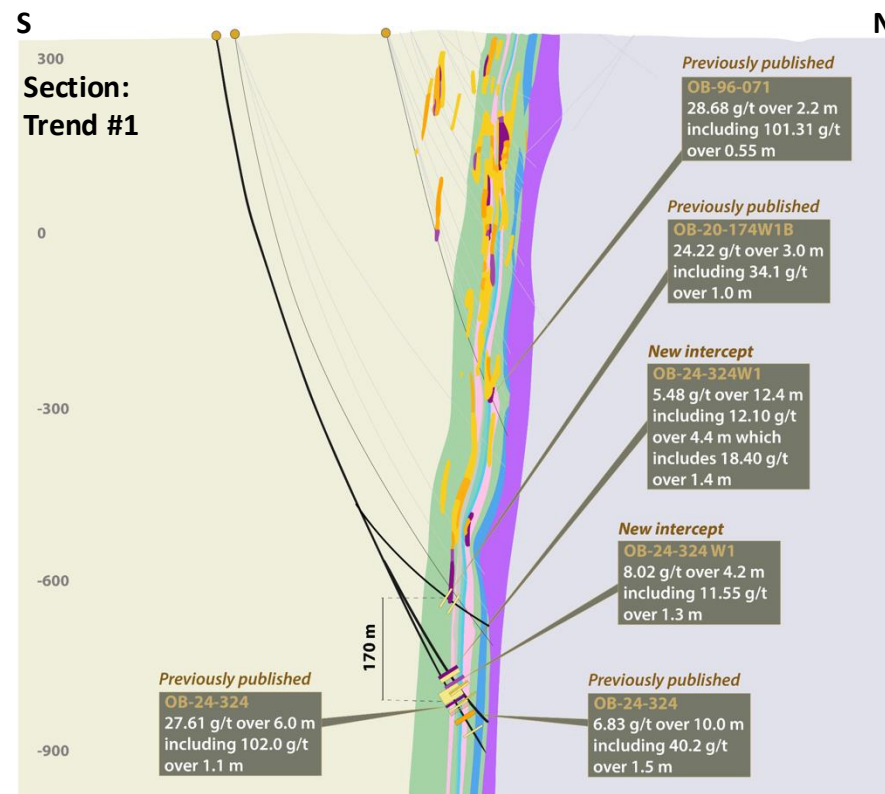 S
N
Section:
Trend #1
300
0
-300
-600
-900
170 m
Previously published
OB-96-071
28.68 g/t over 2.2 m
including 101.31 g/t
over 0.55 m
Previously published
OB-20-174W1B
24.22 g/t over 3.0 m
including 34.1 g/t
over 1.0 m
New intercept
OB-24-324W1
5.48 g/t over 12.4 m
including 12.10 g/t
over 4.4 m which
includes 18.40 g/t
over 1.4 m
New intercept
OB-24-324 W1
8.02 g/t over 4.2 m
including 11.55 g/t
over 1.3 m
Previously published
OB-24-324
27.61 g/t over 6.0 m
including 102.0 g/t
over 1.1 m
Previously published
OB-24-324
6.83 g/t over 10.0 m
including 40.2 g/t
over 1.5 m